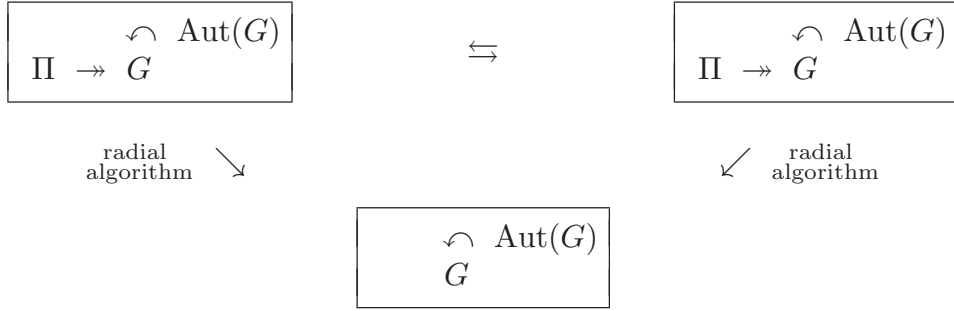 ↶ Aut(G) ⇆ ↶ Aut(G)
Π ↠ G Π ↠ G
radial algorithm ↘ ↙ radial algorithm
↶ Aut(G)
G